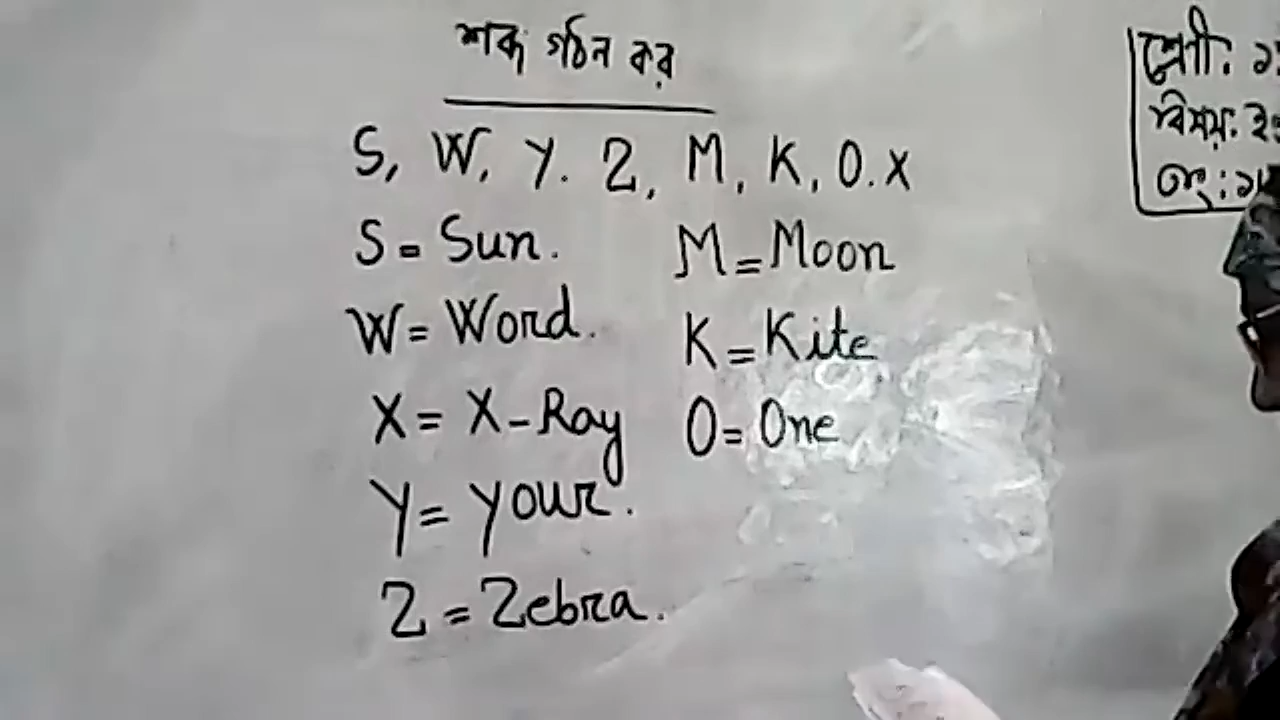 শব্দ গঠন কর
S, W, Y. Z, M, K, O. X
S = Sun.
W = Word.
X = X-Ray
Y = Your.
Z = Zebra.
M = Moon
K = Kite
O = One
শ্রেণী:
বিষয়: